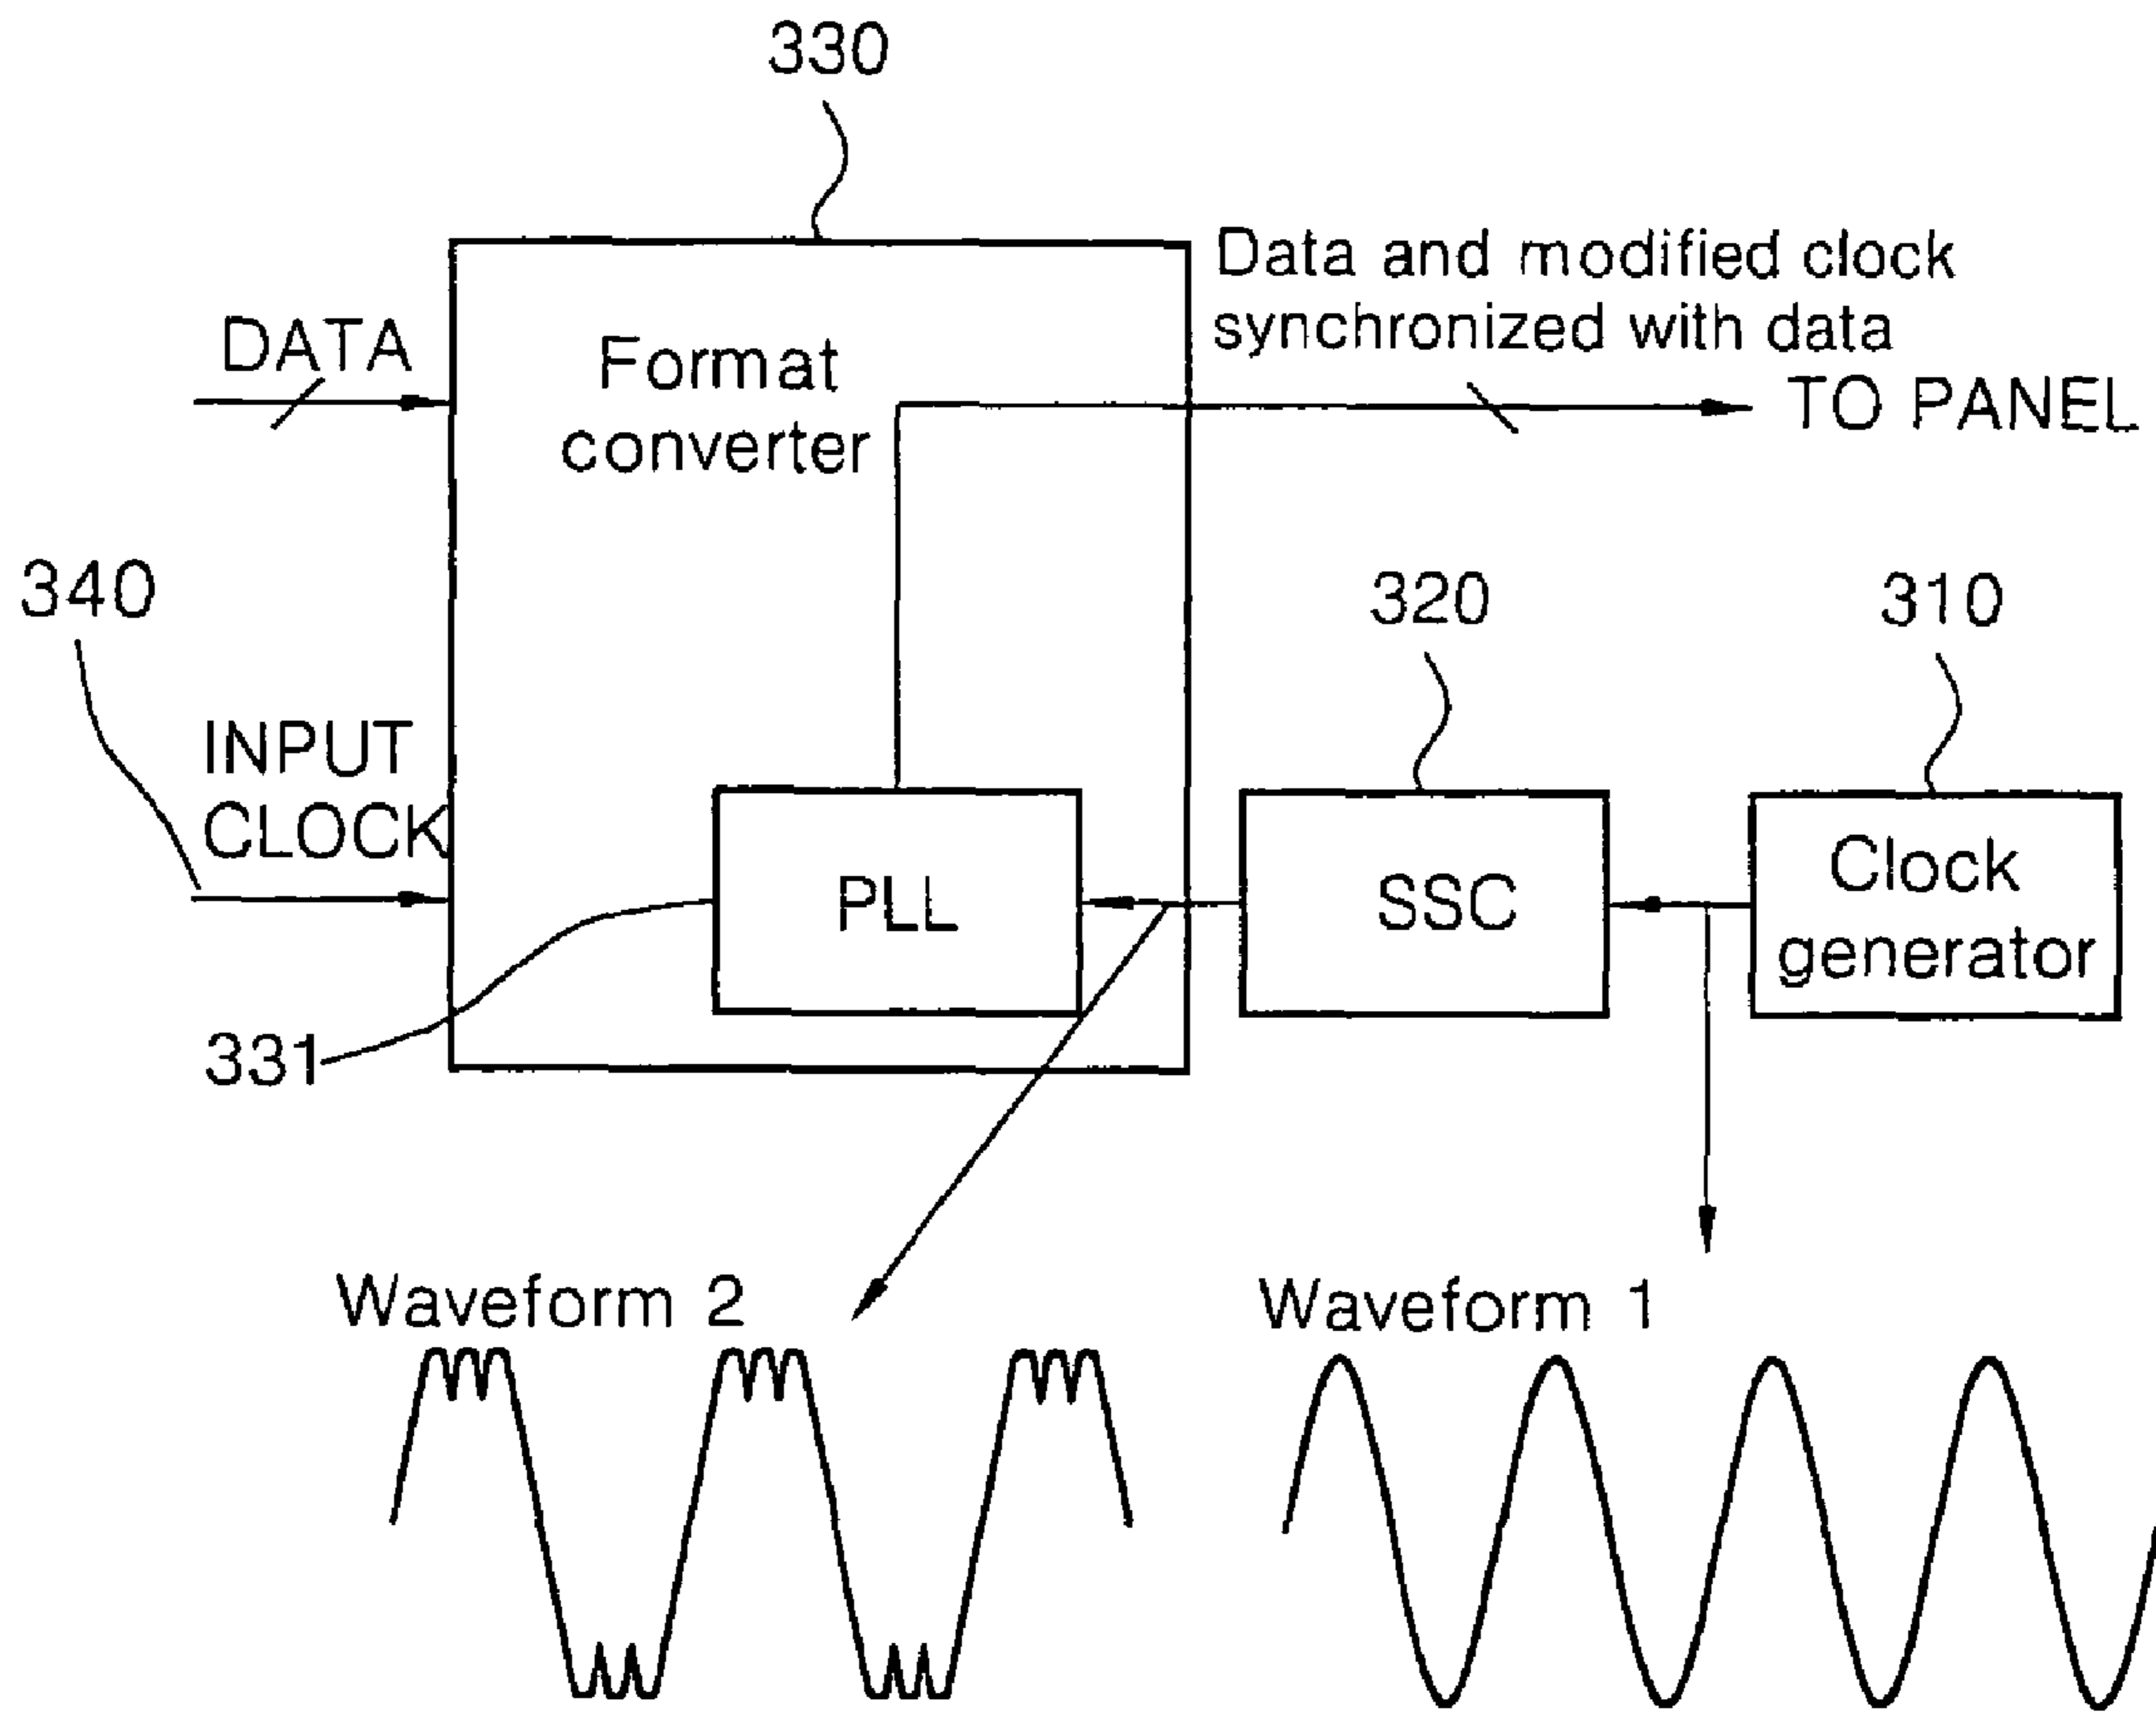 330
Data and modified clock
synchronized with data
DATA
Format
converter
TO PANEL
340
320
310
INPUT
CLOCK
PLL
SSC
Clock
generator
331
Waveform 2
Waveform 1